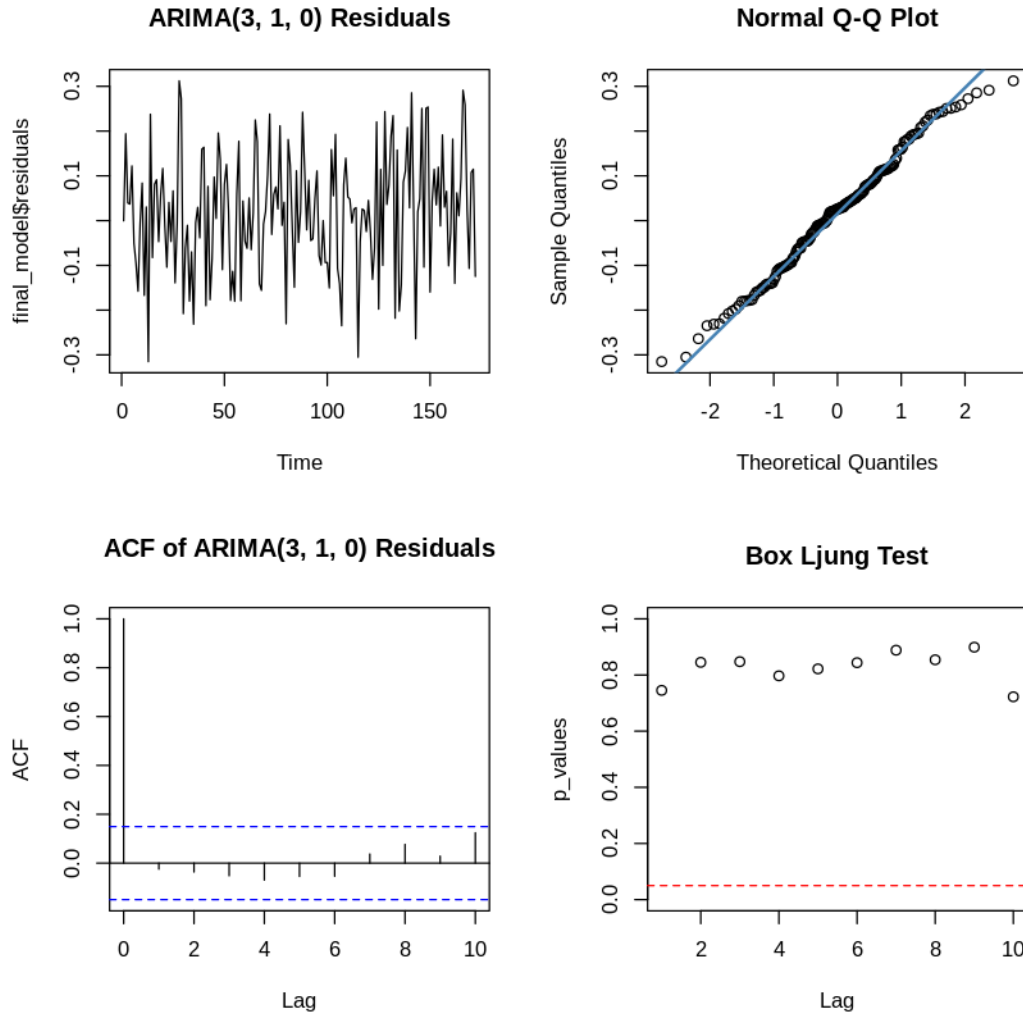 ARIMA(3, 1, 0) Residuals
final_model$residuals
0.3
0.1
-0.1
-0.3
0 50 100 150
Time
Normal Q-Q Plot
Sample Quantiles
0.3
0.1
-0.1
-0.3
-2 -1 0 1 2
Theoretical Quantiles
ACF of ARIMA(3, 1, 0) Residuals
ACF
1.0
0.8
0.6
0.4
0.2
0.0
0 2 4 6 8 10
Lag
Box Ljung Test
p_values
1.0
0.8
0.6
0.4
0.2
0.0
2 4 6 8 10
Lag